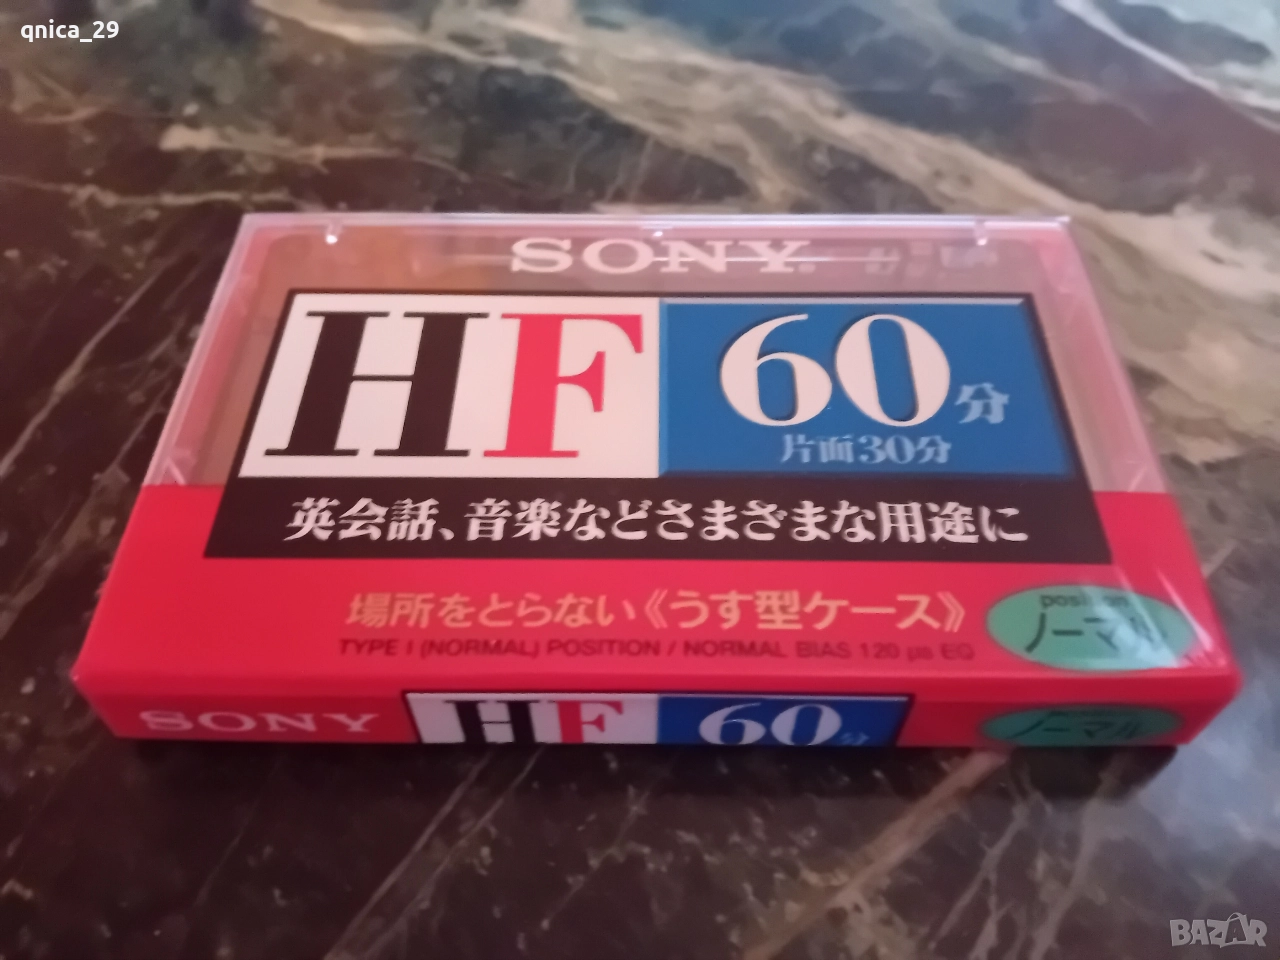 qnica_29
SONY
HF 60分
片面30分
英会話、音楽などさまざまな用途に
場所をとらない《うす型ケース》
position
ノーマル
TYPE I (NORMAL) POSITION / NORMAL BIAS 120 µs EQ
SONY HF 60分 ノーマル
BAZAR